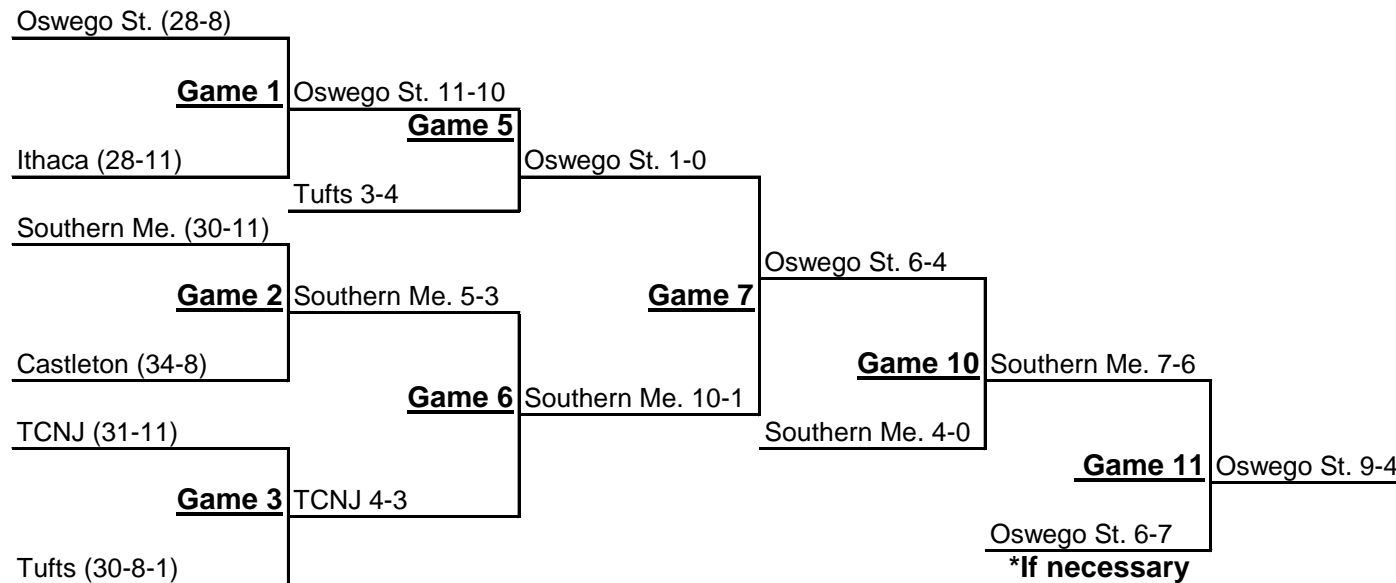 Oswego St. (28-8)
Game 1
Oswego St. 11-10
Game 5
Ithaca (28-11)
Oswego St. 1-0
Tufts 3-4
Southern Me. (30-11)
Oswego St. 6-4
Game 2
Southern Me. 5-3
Game 7
Castleton (34-8)
Game 10
Southern Me. 7-6
Game 6
Southern Me. 10-1
TCNJ (31-11)
Southern Me. 4-0
Game 11
Oswego St. 9-4
Game 3
TCNJ 4-3
Oswego St. 6-7
Tufts (30-8-1)
*If necessary